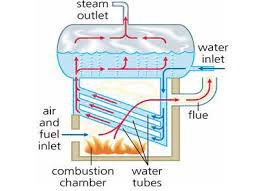 steam
outlet
water
inlet
air
and
fuel
inlet
flue
combustion
chamber
water
tubes